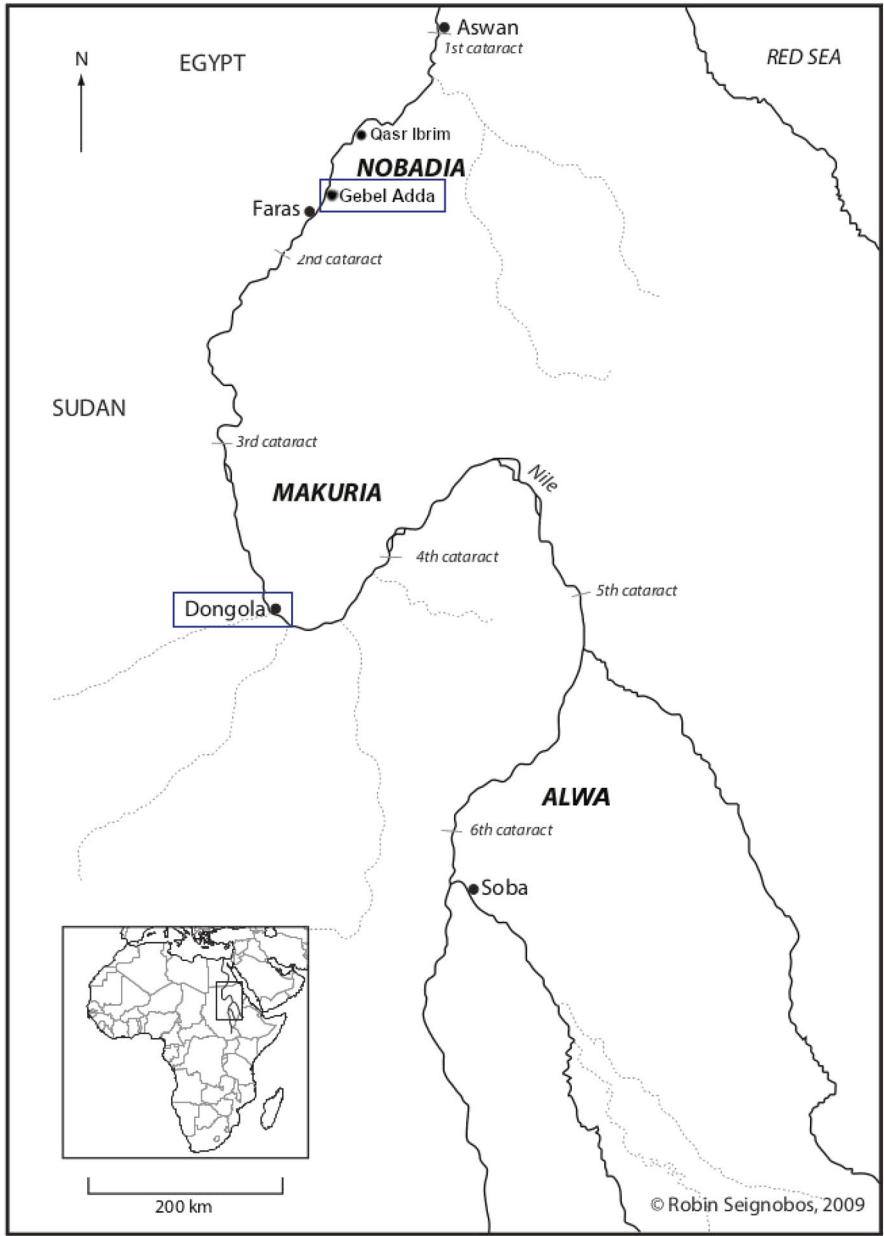 Aswan
1st cataract
N
EGYPT
RED SEA
Qasr Ibrim
NOBADIA
Gebel Adda
Faras
2nd cataract
SUDAN
3rd cataract
MAKURIA
Nile
4th cataract
5th cataract
Dongola
ALWA
6th cataract
Soba
200 km
© Robin Seignobos, 2009